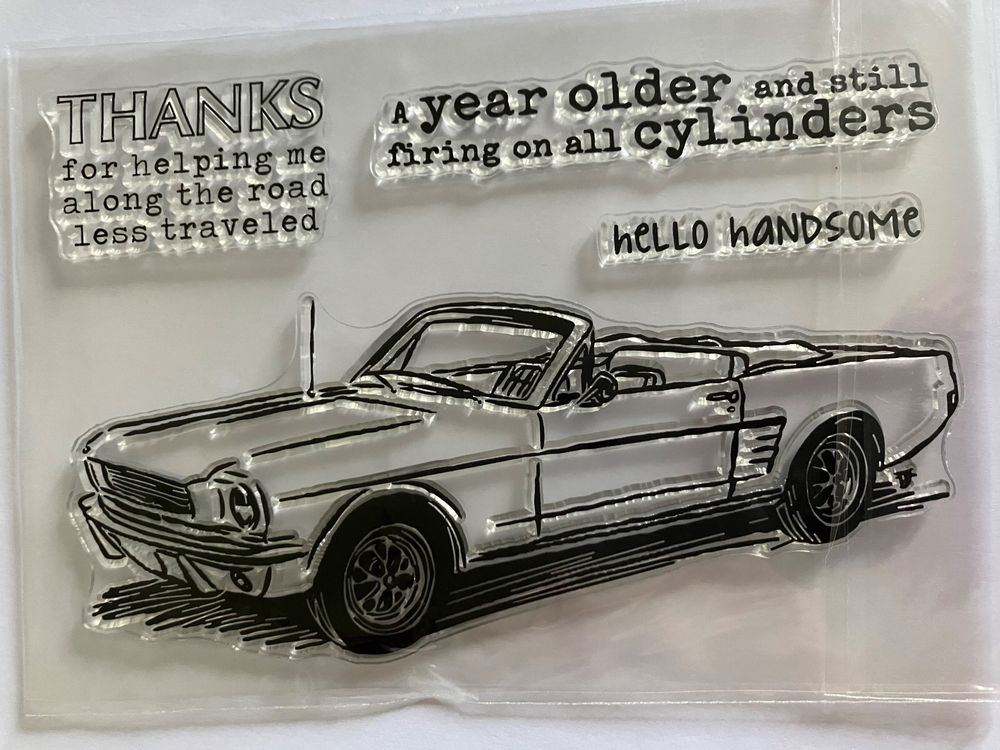 THANKS
for helping me
along the road
less traveled
A year older and still
firing on all cylinders
hello handsome